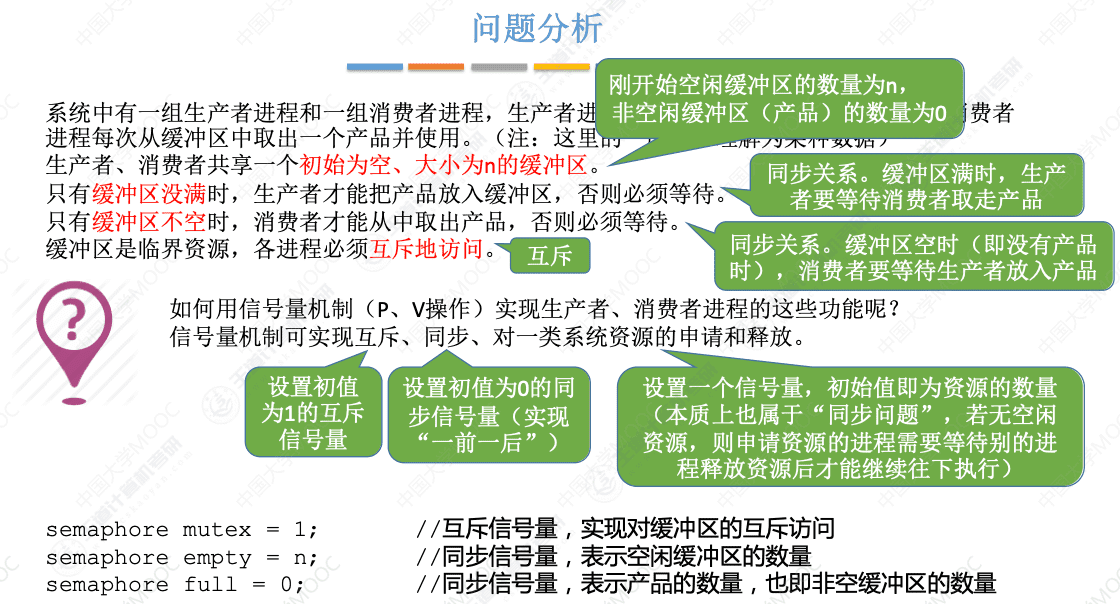 问题分析
刚开始空闲缓冲区的数量为n，
非空闲缓冲区（产品）的数量为0
系统中有一组生产者进程和一组消费者进程，生产者进
消费者
进程每次从缓冲区中取出一个产品并使用。（注：这里的
理解为某种数据）
生产者、消费者共享一个初始为空、大小为n的缓冲区。
只有缓冲区没满时，生产者才能把产品放入缓冲区，否则必须等待。
同步关系。缓冲区满时，生产
者要等待消费者取走产品
只有缓冲区不空时，消费者才能从中取出产品，否则必须等待。
同步关系。缓冲区空时（即没有产品
时），消费者要等待生产者放入产品
缓冲区是临界资源，各进程必须互斥地访问。
互斥
?
如何用信号量机制（P、V操作）实现生产者、消费者进程的这些功能呢？
信号量机制可实现互斥、同步、对一类系统资源的申请和释放。
设置初值
为1的互斥
信号量
设置初值为0的同
步信号量（实现
“一前一后”）
设置一个信号量，初始值即为资源的数量
（本质上也属于“同步问题”，若无空闲
资源，则申请资源的进程需要等待别的进
程释放资源后才能继续往下执行）
semaphore mutex = 1; //互斥信号量，实现对缓冲区的互斥访问
semaphore empty = n; //同步信号量，表示空闲缓冲区的数量
semaphore full = 0; //同步信号量，表示产品的数量，也即非空缓冲区的数量